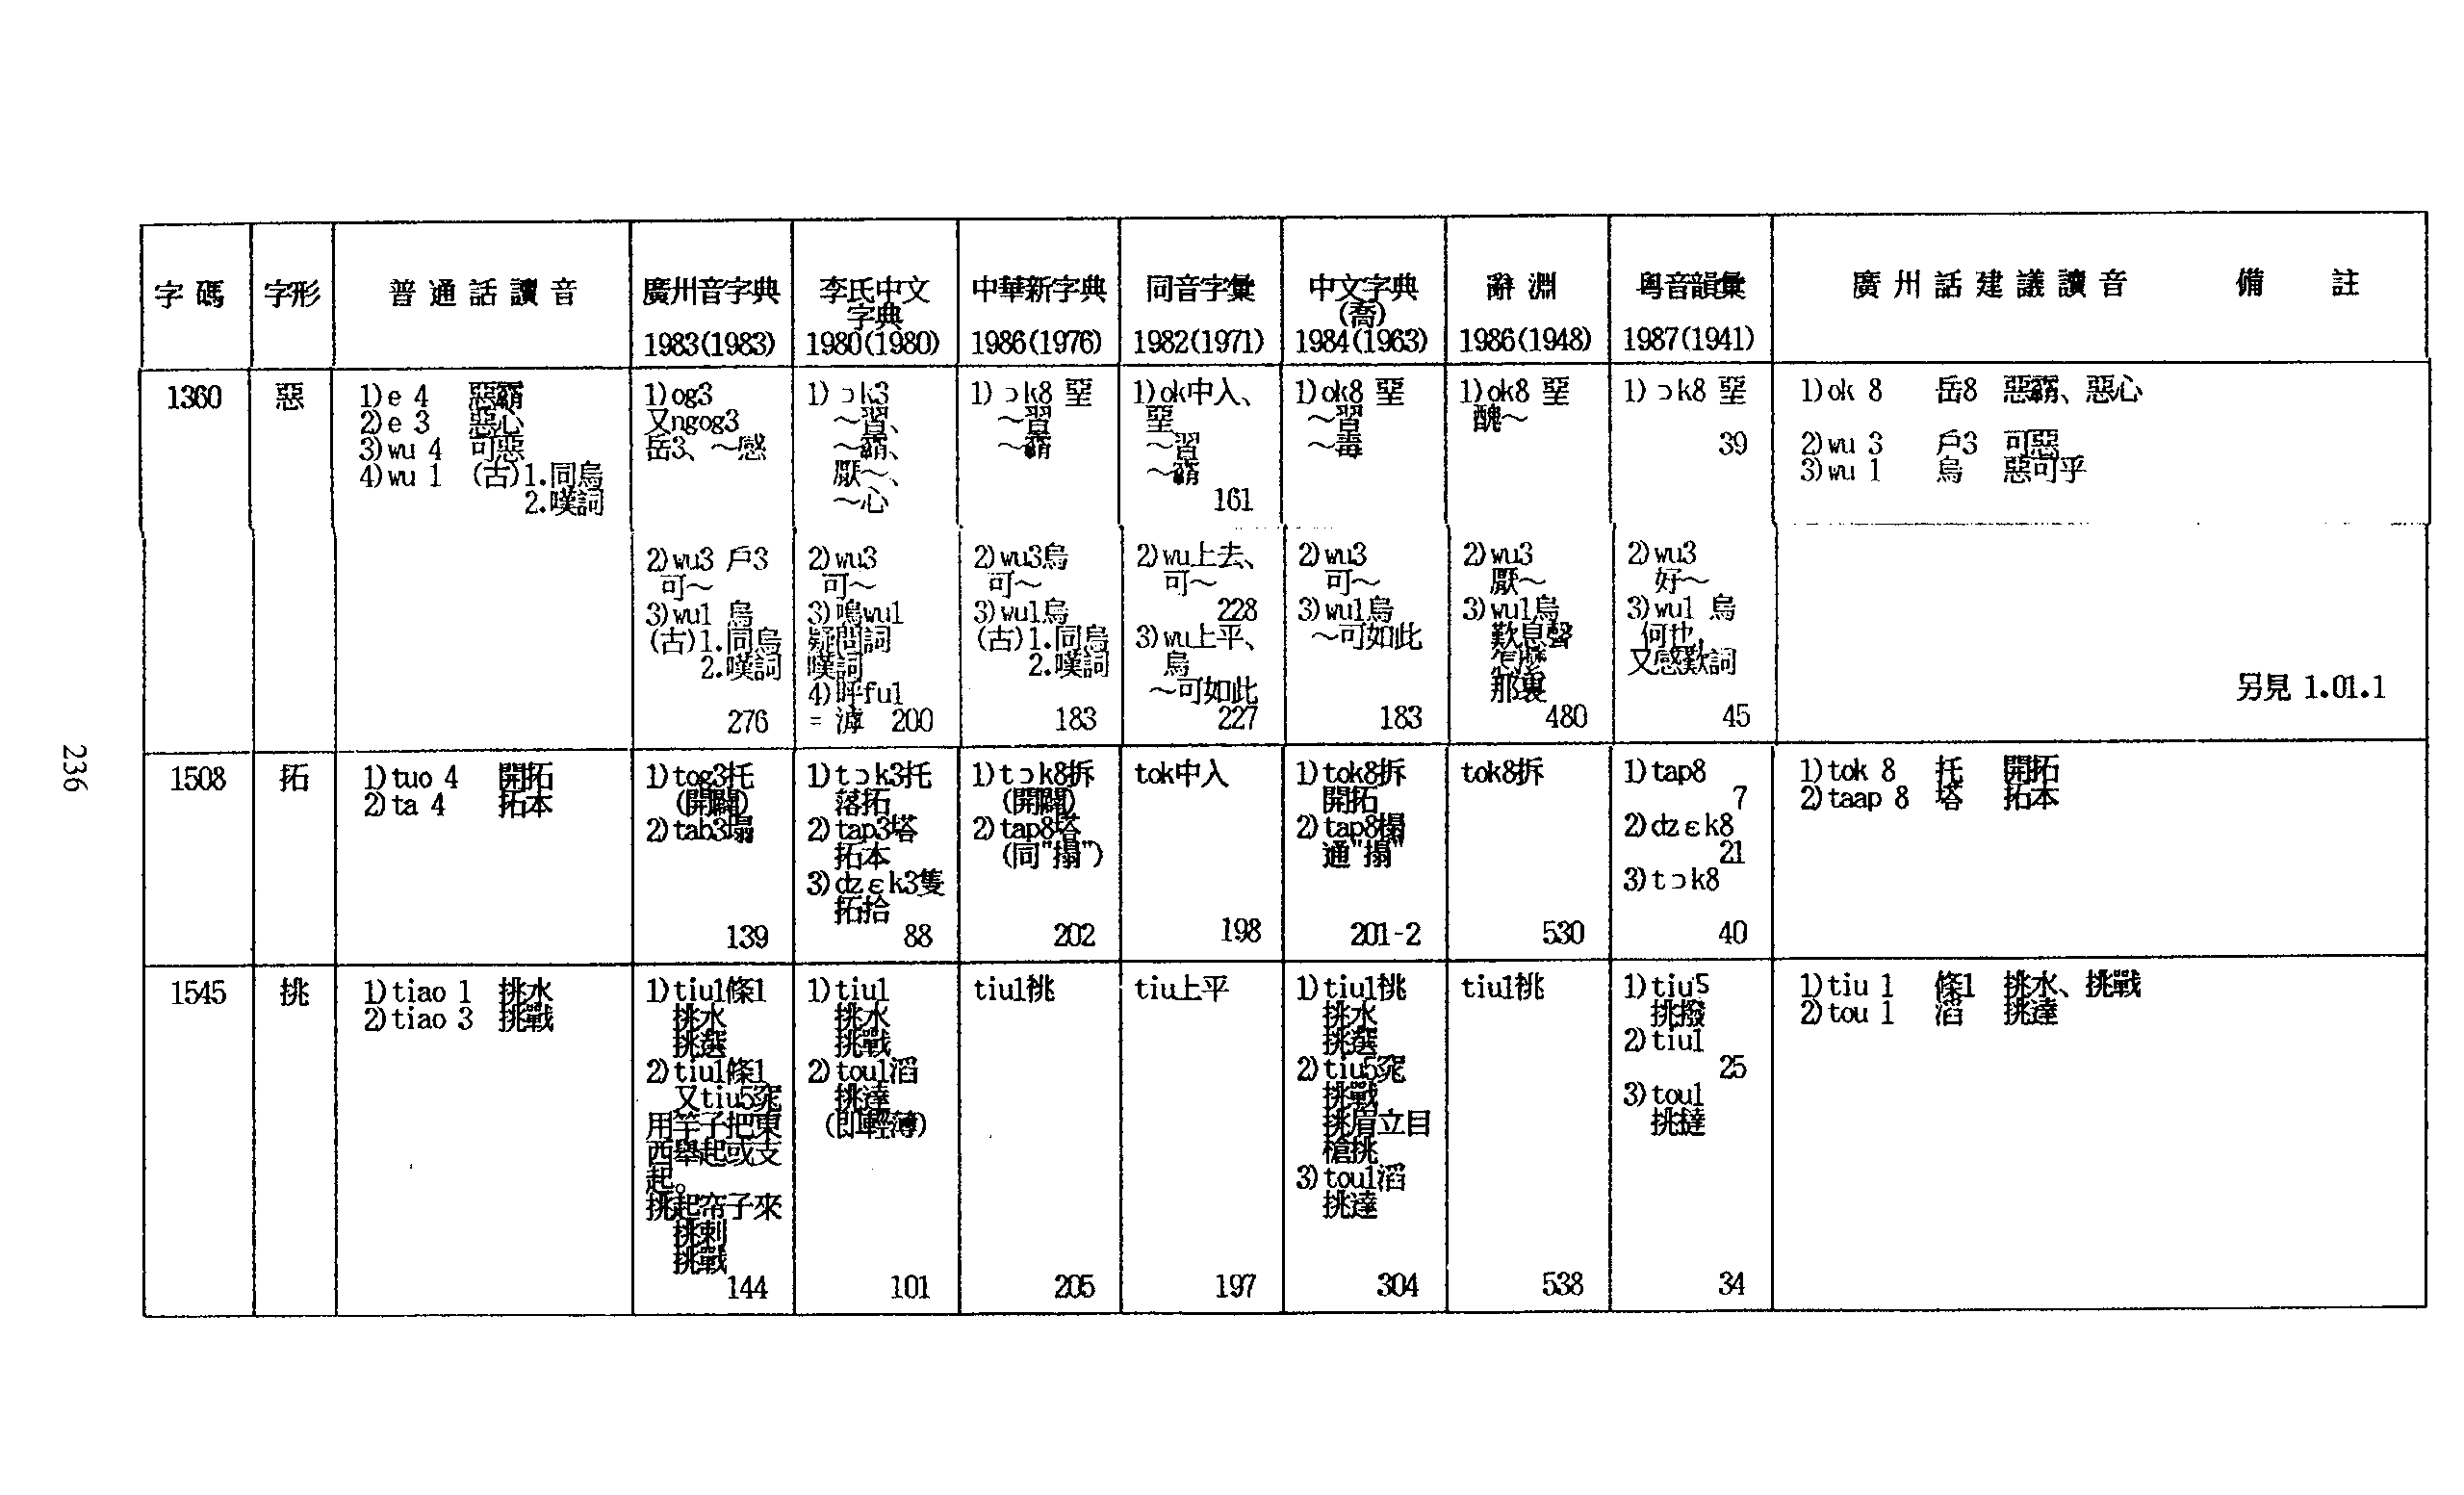 字碼 字形 普通話讀音 廣州音字典 1983(1983) 李氏中文字典 1980(1980) 中華新字典 1986(1976) 同音字彙 1982(1971) 中文字典(喬) 1984(1963) 辭淵 1986(1948) 粵音韻彙 1987(1941) 廣州話建議讀音 備註
1360
惡
1)e 4 惡霸
2)e 3 惡心
3)wu 4 可惡
4)wu 1 (古)1.同烏
2.嘆詞
1)og3
又ngog3
岳3、～感
2)wu3 戶3
可～
3)wu1 烏
(古)1.同烏
2.嘆詞
276
1)ɔk3
～習、
～霸、
厭～、
～心
2)wu3
可～
3)嗚wu1
疑問詞
嘆詞
4)呼fu1
= 滹 200
1)ɔk8 堊
～習
～霸
2)wu3烏
可～
3)wu1烏
(古)1.同烏
2.嘆詞
183
1)ok中入、
堊
～習
～霸
161
2)wu上去、
可～
228
3)wu上平、
烏
～可如此
227
1)ok8 堊
～習
～毒
2)wu3
可～
3)wu1烏
～可如此
183
1)ok8 堊
醜～
2)wu3
厭～
3)wu1烏
歎息聲
怎麽
那裏
480
1)ɔk8 堊
39
2)wu3
好～
3)wu1 烏
何也,
又感歎詞
45
1)ok 8 岳8 惡霸、惡心
2)wu 3 戶3 可惡
3)wu 1 烏 惡可乎
另見 1.01.1
1508
拓
1)tuo 4 開拓
2)ta 4 拓本
1)tog3托
(開闢)
2)tab3塌
139
1)tɔk3托
落拓
2)tap3塔
拓本
3)dzɛk3隻
拓拾
88
1)tɔk8拆
(開闢)
2)tap8塔
(同"搨")
202
tok中入
198
1)tok8拆
開拓
2)tap8榻
通"搨"
201-2
tok8拆
530
1)tap8
7
2)dzɛk8
21
3)tɔk8
40
1)tok 8 托 開拓
2)taap 8 塔 拓本
1545
挑
1)tiao 1 挑水
2)tiao 3 挑戰
1)tiu1條1
挑水
挑選
2)tiu1條1
又tiu5窕
用竿子把東
西舉起或支
起。
挑起帘子來
挑刺
挑戰
144
1)tiu1
挑水
挑戰
2)tou1滔
挑達
(即輕薄)
101
tiu1祧
205
tiu上平
197
1)tiu1祧
挑水
挑選
2)tiu5窕
挑戰
挑眉立目
槍挑
3)tou1滔
挑達
304
tiu1祧
538
1)tiu5
挑撥
2)tiu1
25
3)tou1
挑撻
34
1)tiu 1 條1 挑水、挑戰
2)tou 1 滔 挑達
236